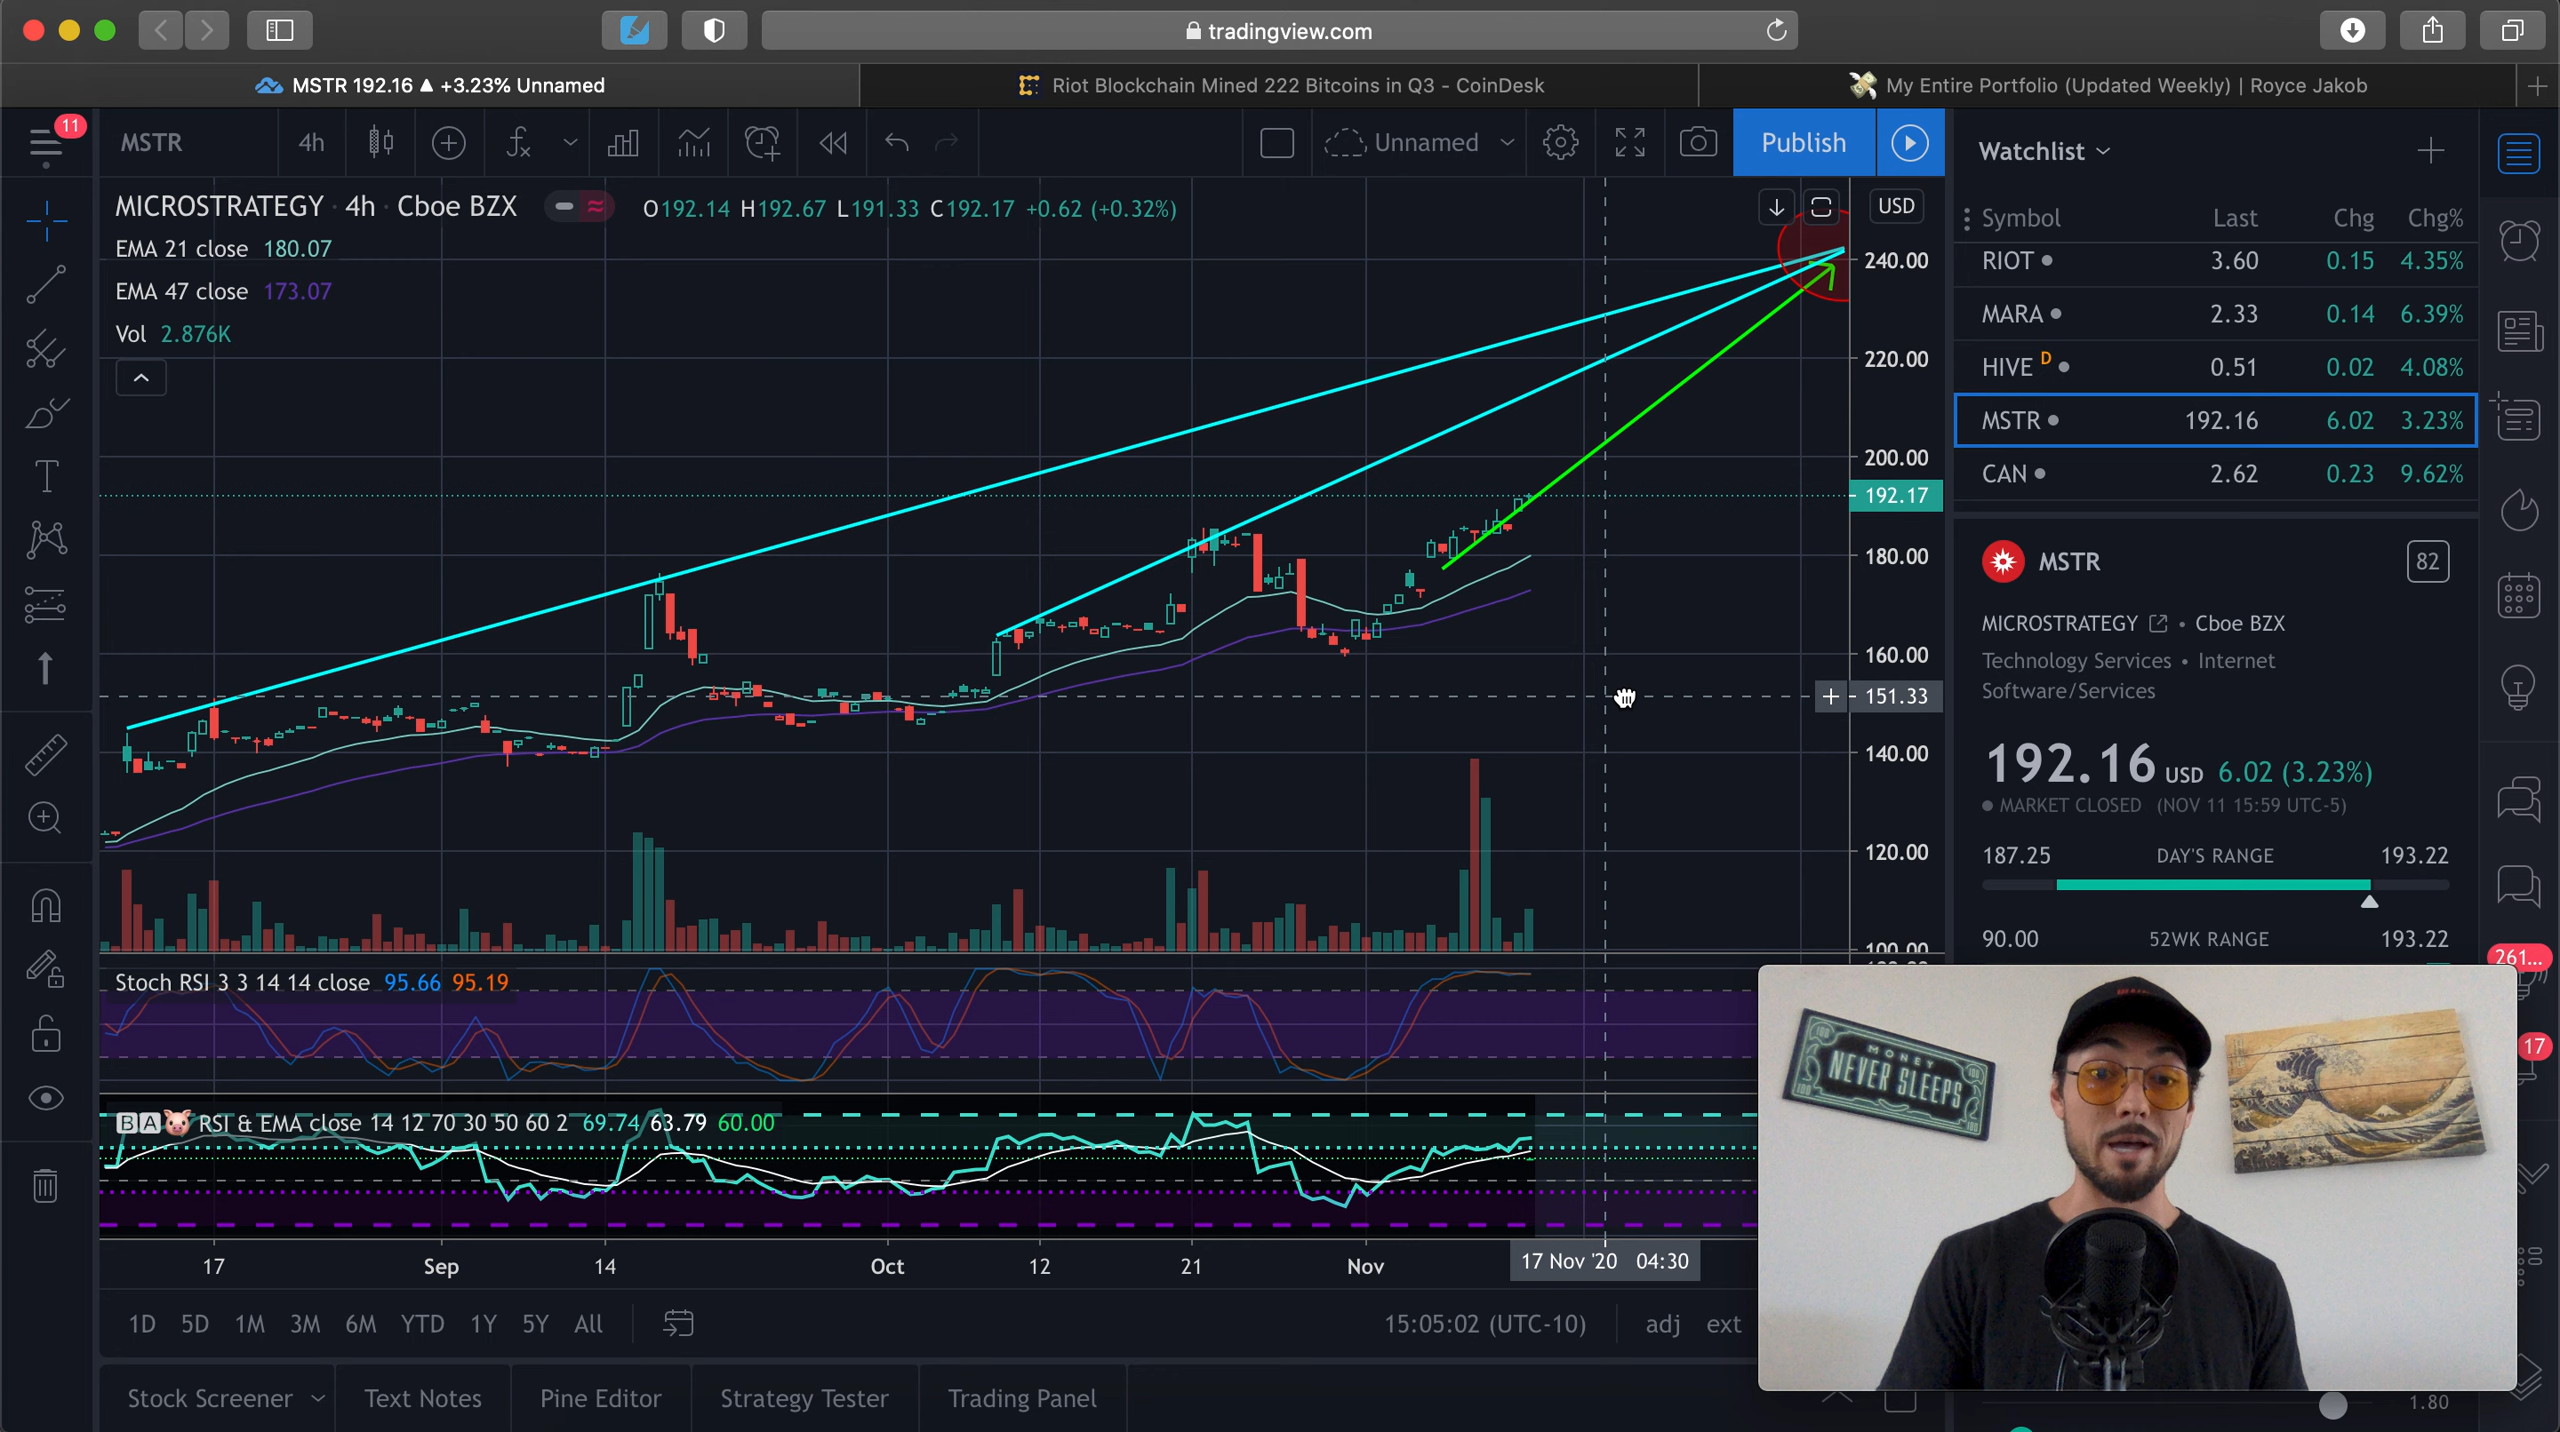 tradingview.com
MSTR 192.16 ▲ +3.23% Unnamed
Riot Blockchain Mined 222 Bitcoins in Q3 - CoinDesk
My Entire Portfolio (Updated Weekly) | Royce Jakob
11
MSTR
4h
Unnamed
Publish
Watchlist
MICROSTRATEGY · 4h · Cboe BZX
O192.14 H192.67 L191.33 C192.17 +0.62 (+0.32%)
USD
EMA 21 close 180.07
EMA 47 close 173.07
Vol 2.876K
240.00
220.00
200.00
192.17
180.00
160.00
151.33
140.00
120.00
100.00
Symbol Last Chg Chg%
RIOT 3.60 0.15 4.35%
MARA 2.33 0.14 6.39%
HIVE D 0.51 0.02 4.08%
MSTR 192.16 6.02 3.23%
CAN 2.62 0.23 9.62%
MSTR
82
MICROSTRATEGY • Cboe BZX
Technology Services • Internet
Software/Services
192.16 USD 6.02 (3.23%)
MARKET CLOSED (NOV 11 15:59 UTC-5)
187.25 DAY'S RANGE 193.22
90.00 52WK RANGE 193.22
261...
17
Stoch RSI 3 3 14 14 close 95.66 95.19
BA RSI & EMA close 14 12 70 30 50 60 2 69.74 63.79 60.00
17 Sep 14 Oct 12 21 Nov
17 Nov '20 04:30
1D 5D 1M 3M 6M YTD 1Y 5Y All
15:05:02 (UTC-10)
adj ext
Stock Screener
Text Notes
Pine Editor
Strategy Tester
Trading Panel
1.80
100
100
MONEY
NEVER SLEEPS
100
100